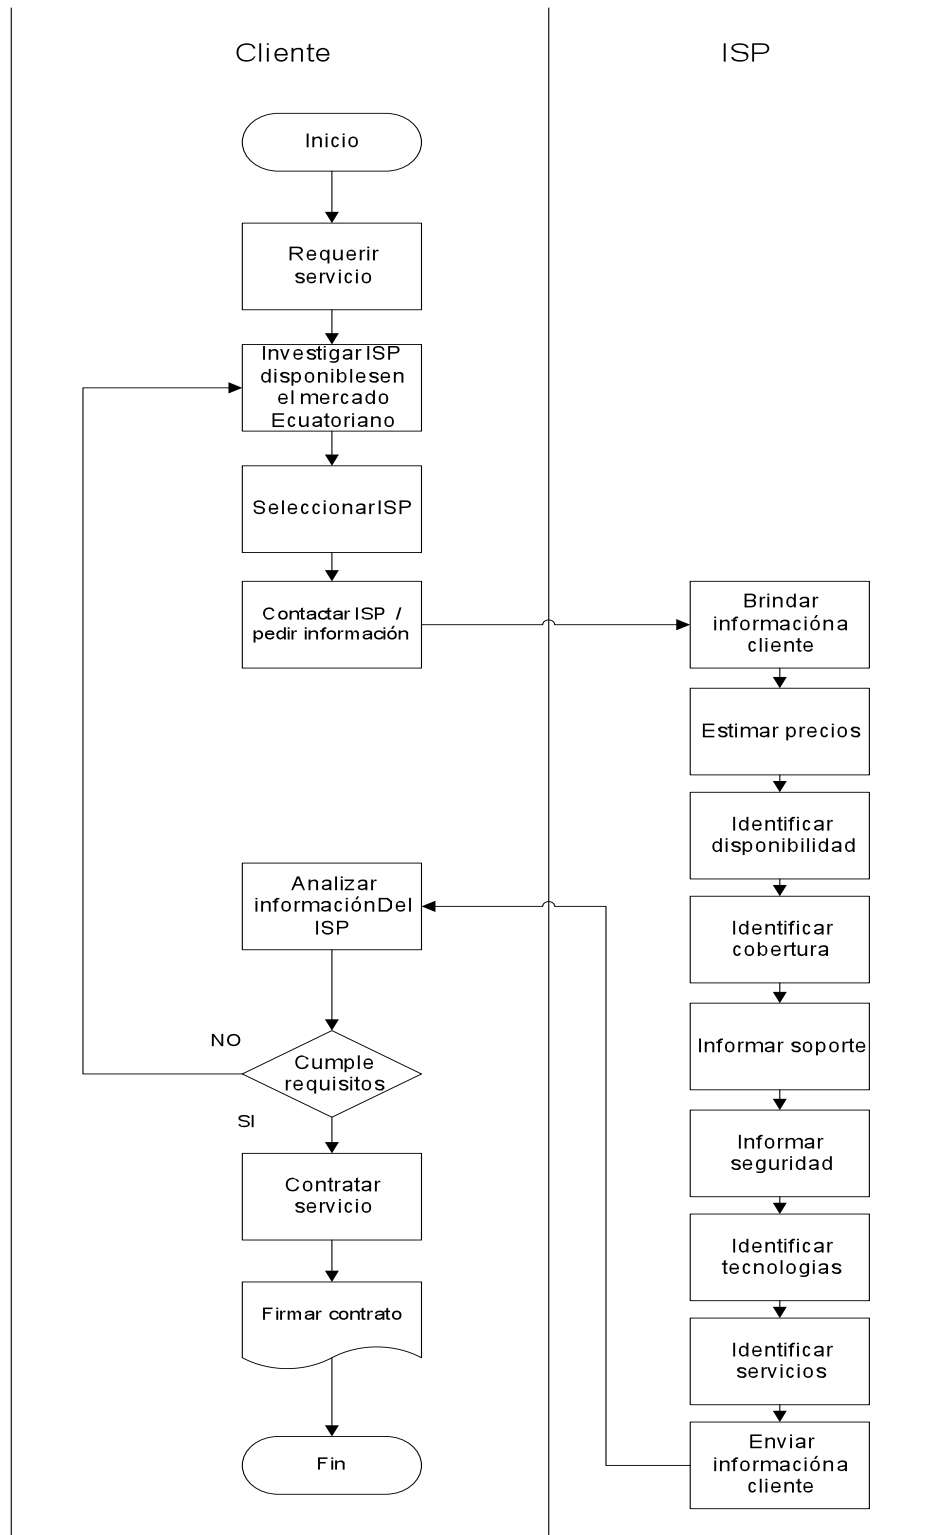 Cliente
ISP
Inicio
Requerir
servicio
Investigar ISP
disponiblesen
el mercado
Ecuatoriano
SeleccionarISP
Contactar ISP /
pedir información
Brindar
informacióna
cliente
Estimar precios
Identificar
disponibilidad
Identificar
cobertura
Informar soporte
Informar
seguridad
Identificar
tecnologias
Identificar
servicios
Enviar
informacióna
cliente
Analizar
informaciónDel
ISP
NO
Cumple
requisitos
SI
Contratar
servicio
Firmar contrato
Fin